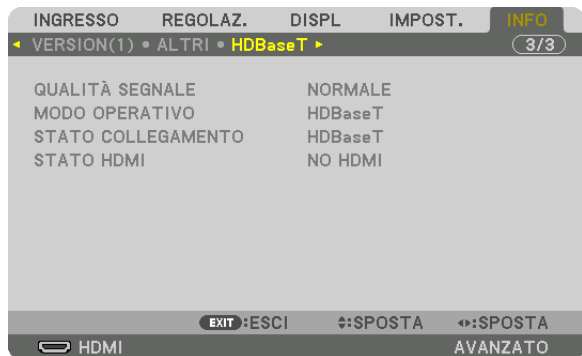 INGRESSO REGOLAZ. DISPL IMPOST. INFO
◂ VERSION(1) • ALTRI • HDBaseT ▸ 3/3
QUALITÀ SEGNALE NORMALE
MODO OPERATIVO HDBaseT
STATO COLLEGAMENTO HDBaseT
STATO HDMI NO HDMI
EXIT :ESCI :SPOSTA :SPOSTA
HDMI AVANZATO